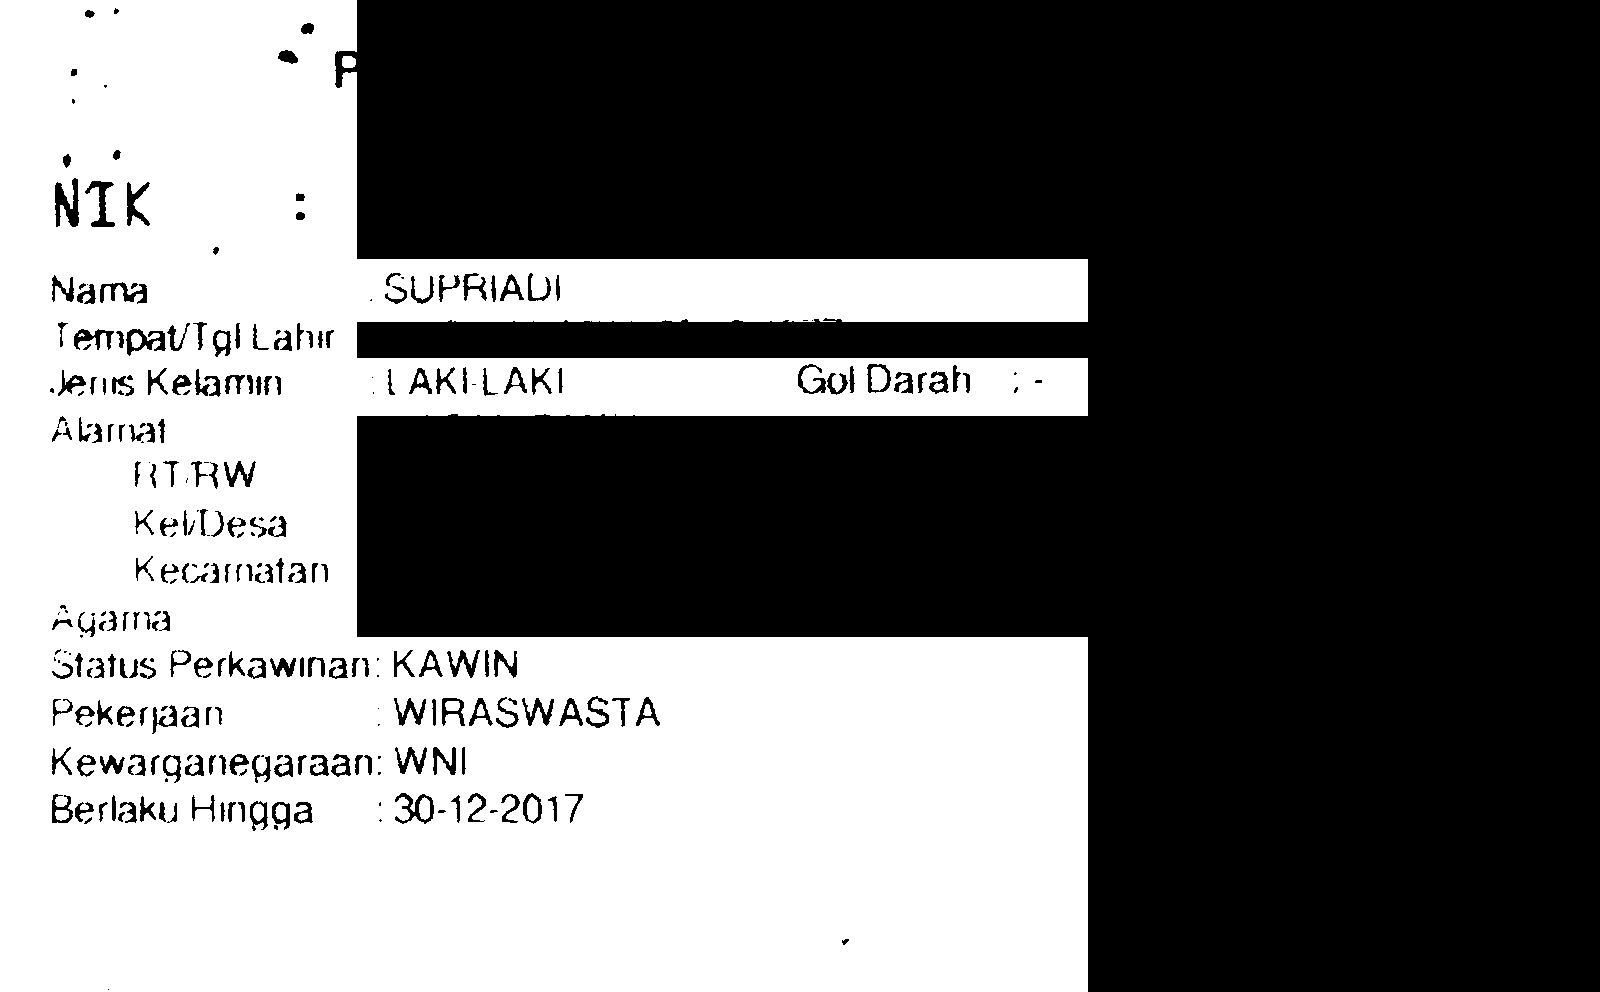 P
NIK :
Nama : SUPRIADI
Tempat/Tgl Lahir
Jenis Kelamin : LAKI-LAKI Gol Darah : -
Alamat
RT/RW
Kel/Desa
Kecamatan
Agama
Status Perkawinan: KAWIN
Pekerjaan : WIRASWASTA
Kewarganegaraan: WNI
Berlaku Hingga : 30-12-2017